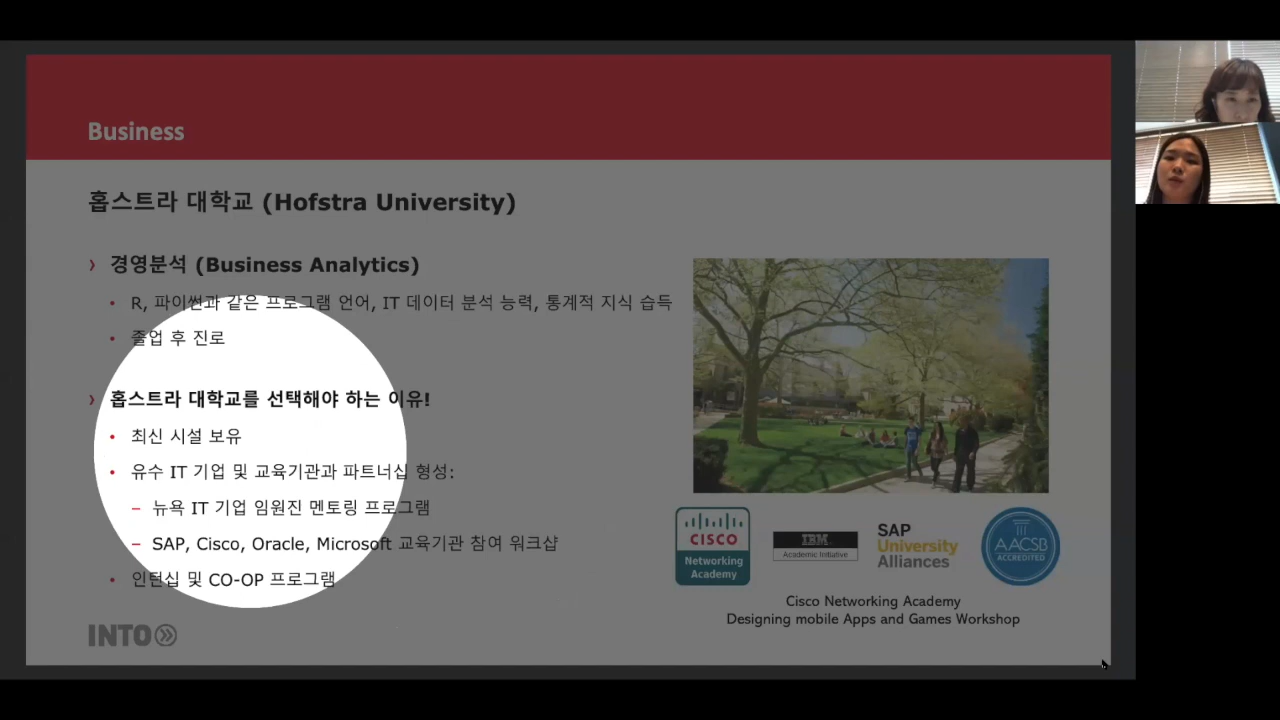 Business
홉스트라 대학교 (Hofstra University)
› 경영분석 (Business Analytics)
• R, 파이썬과 같은 프로그램 언어, IT 데이터 분석 능력, 통계적 지식 습득
• 졸업 후 진로
› 홉스트라 대학교를 선택해야 하는 이유!
• 최신 시설 보유
• 유수 IT 기업 및 교육기관과 파트너십 형성:
– 뉴욕 IT 기업 임원진 멘토링 프로그램
– SAP, Cisco, Oracle, Microsoft 교육기관 참여 워크샵
• 인턴십 및 CO-OP 프로그램
CISCO
Networking
Academy
IBM
Academic Initiative
SAP
University
Alliances
AACSB
ACCREDITED
Cisco Networking Academy
Designing mobile Apps and Games Workshop
INTO